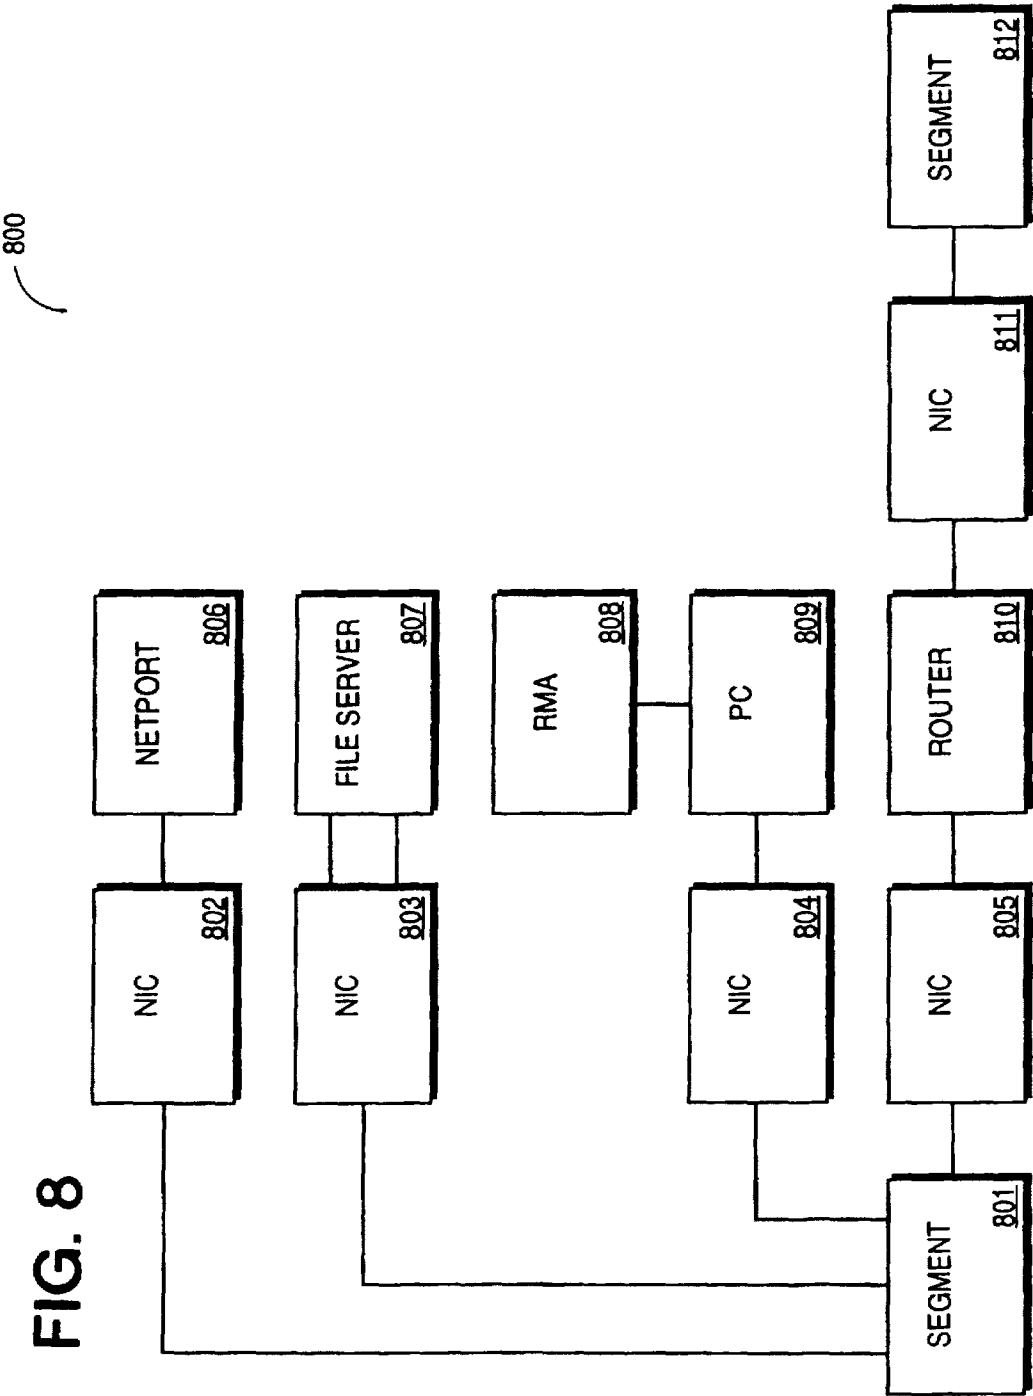 FIG. 8
800
NIC
802
NETPORT
806
NIC
803
FILE SERVER
807
RMA
808
NIC
804
PC
809
SEGMENT
801
NIC
805
ROUTER
810
NIC
811
SEGMENT
812